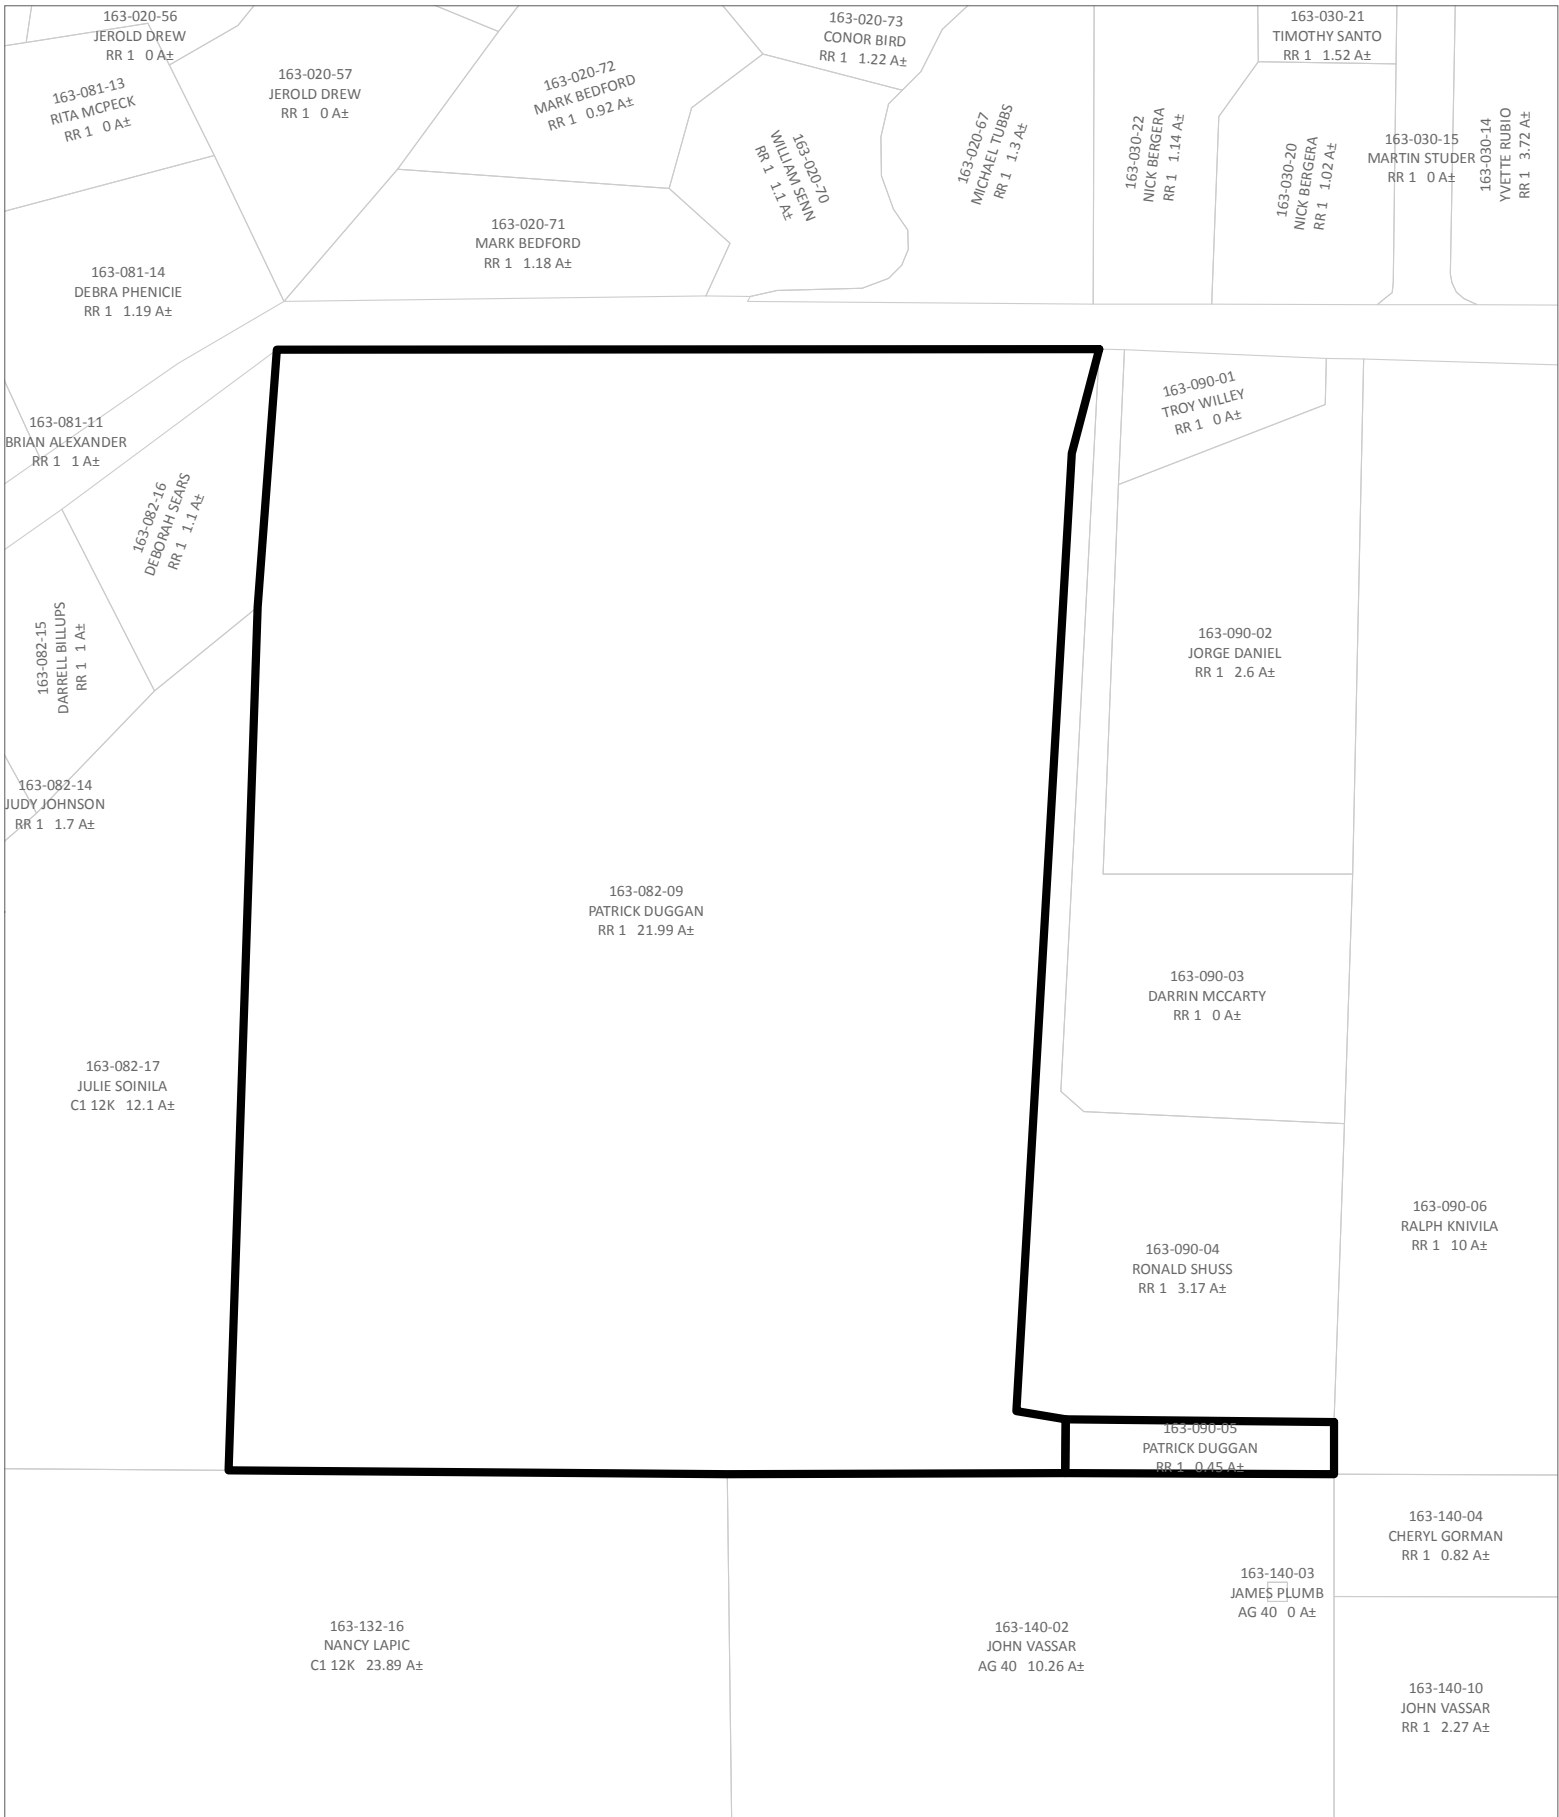 163-020-56
JEROLD DREW
RR 1 0 A±
163-020-73
CONOR BIRD
RR 1 1.22 A±
163-030-21
TIMOTHY SANTO
RR 1 1.52 A±
163-081-13
RITA MCPECK
RR 1 0 A±
163-020-57
JEROLD DREW
RR 1 0 A±
163-020-72
MARK BEDFORD
RR 1 0.92 A±
163-020-70
WILLIAM SENN
RR 1 1.1 A±
163-020-67
MICHAEL TUBBS
RR 1 1.3 A±
163-030-22
NICK BERGERA
RR 1 1.14 A±
163-030-20
NICK BERGERA
RR 1 1.02 A±
163-030-15
MARTIN STUDER
RR 1 0 A±
163-030-14
YVETTE RUBIO
RR 1 3.72 A±
163-020-71
MARK BEDFORD
RR 1 1.18 A±
163-081-14
DEBRA PHENICIE
RR 1 1.19 A±
163-090-01
TROY WILLEY
RR 1 0 A±
163-081-11
BRIAN ALEXANDER
RR 1 1 A±
163-082-16
DEBORAH SEARS
RR 1 1.1 A±
163-082-15
DARRELL BILLUPS
RR 1 1 A±
163-090-02
JORGE DANIEL
RR 1 2.6 A±
163-082-14
JUDY JOHNSON
RR 1 1.7 A±
163-082-09
PATRICK DUGGAN
RR 1 21.99 A±
163-090-03
DARRIN MCCARTY
RR 1 0 A±
163-082-17
JULIE SOINILA
C1 12K 12.1 A±
163-090-06
RALPH KNIVILA
RR 1 10 A±
163-090-04
RONALD SHUSS
RR 1 3.17 A±
163-090-05
PATRICK DUGGAN
RR 1 0.45 A±
163-140-04
CHERYL GORMAN
RR 1 0.82 A±
163-140-03
JAMES PLUMB
AG 40 0 A±
163-132-16
NANCY LAPIC
C1 12K 23.89 A±
163-140-02
JOHN VASSAR
AG 40 10.26 A±
163-140-10
JOHN VASSAR
RR 1 2.27 A±